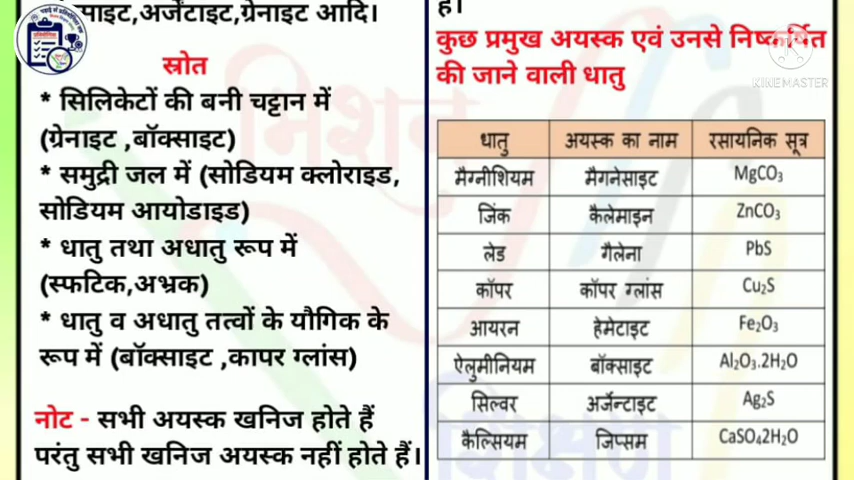 साइट,अर्जेंटाइट,ग्रेनाइट आदि।
स्रोत
* सिलिकेटों की बनी चट्टान में
(ग्रेनाइट ,बॉक्साइट)
* समुद्री जल में (सोडियम क्लोराइड,
सोडियम आयोडाइड)
* धातु तथा अधातु रूप में
(स्फटिक,अभ्रक)
* धातु व अधातु तत्वों के यौगिक के
रूप में (बॉक्साइट ,कापर ग्लांस)
नोट - सभी अयस्क खनिज होते हैं
परंतु सभी खनिज अयस्क नहीं होते हैं।
है।
कुछ प्रमुख अयस्क एवं उनसे निष्कर्षित
की जाने वाली धातु
KINEMASTER
धातु अयस्क का नाम रसायनिक सूत्र
मैग्नीशियम मैगनेसाइट MgCO₃
जिंक कैलेमाइन ZnCO₃
लेड गैलेना PbS
कॉपर कॉपर ग्लांस Cu₂S
आयरन हेमेटाइट Fe₂O₃
ऐलुमीनियम बॉक्साइट Al₂O₃.2H₂O
सिल्वर अर्जेन्टाइट Ag₂S
कैल्सियम जिप्सम CaSO₄2H₂O
मिशन
शिक्षण